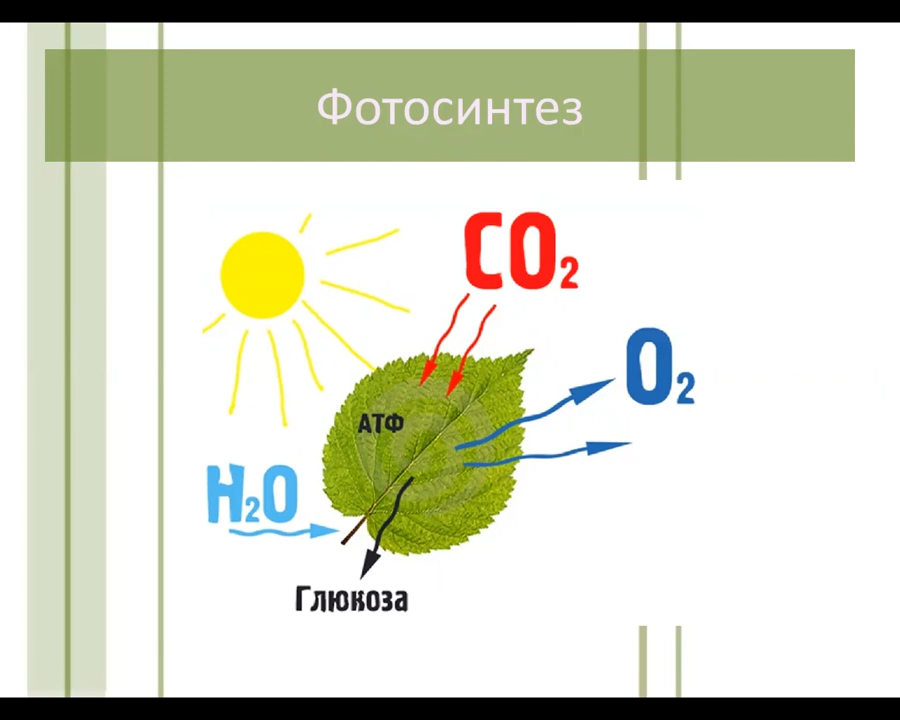 Фотосинтез
CO₂
O₂
АТФ
H₂O
Глюкоза